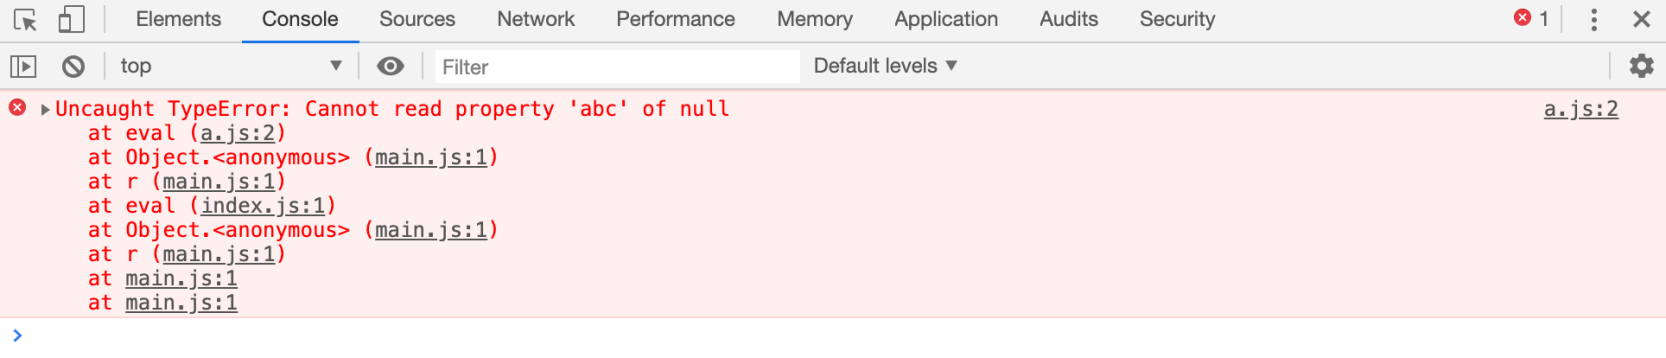 Elements Console Sources Network Performance Memory Application Audits Security 1
top Filter Default levels
Uncaught TypeError: Cannot read property 'abc' of null a.js:2
at eval (a.js:2)
at Object.<anonymous> (main.js:1)
at r (main.js:1)
at eval (index.js:1)
at Object.<anonymous> (main.js:1)
at r (main.js:1)
at main.js:1
at main.js:1